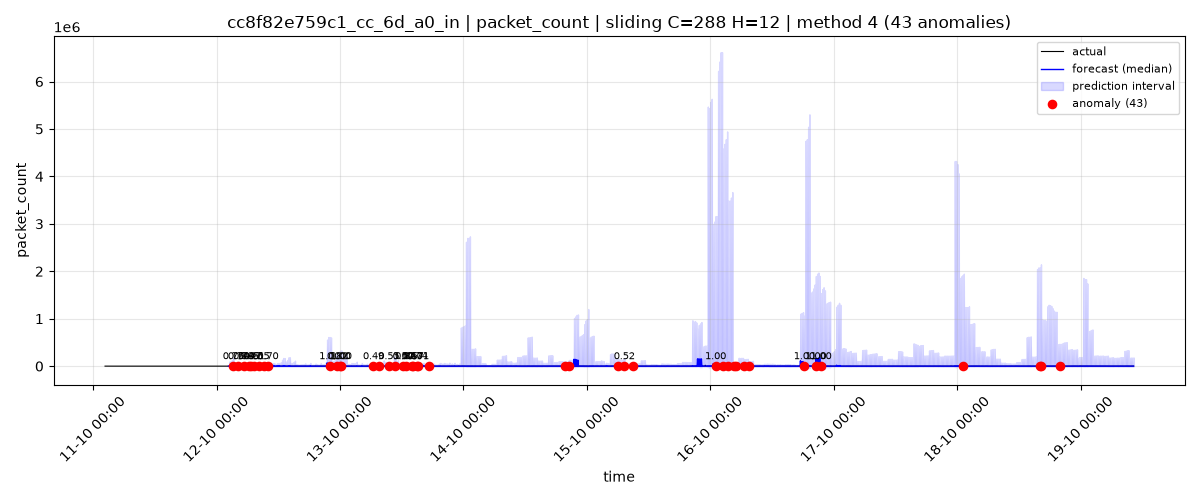 cc8f82e759c1_cc_6d_a0_in | packet_count | sliding C=288 H=12 | method 4 (43 anomalies)
1e6
actual
forecast (median)
prediction interval
anomaly (43)
packet_count
6
5
4
3
2
1
0
0.49
0.52
1.00
11-10 00:00
12-10 00:00
13-10 00:00
14-10 00:00
15-10 00:00
16-10 00:00
17-10 00:00
18-10 00:00
19-10 00:00
time